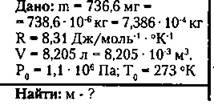 Дано: m = 736,6 мг =
= 738,6·10⁻⁶ кг = 7,386·10⁻⁴ кг
R = 8,31 Дж/моль · °К⁻¹
V = 8,205 л = 8,205·10⁻³ м³.
P₀ = 1,1·10⁶ Па; T₀ = 273 °К
Найти: м - ?